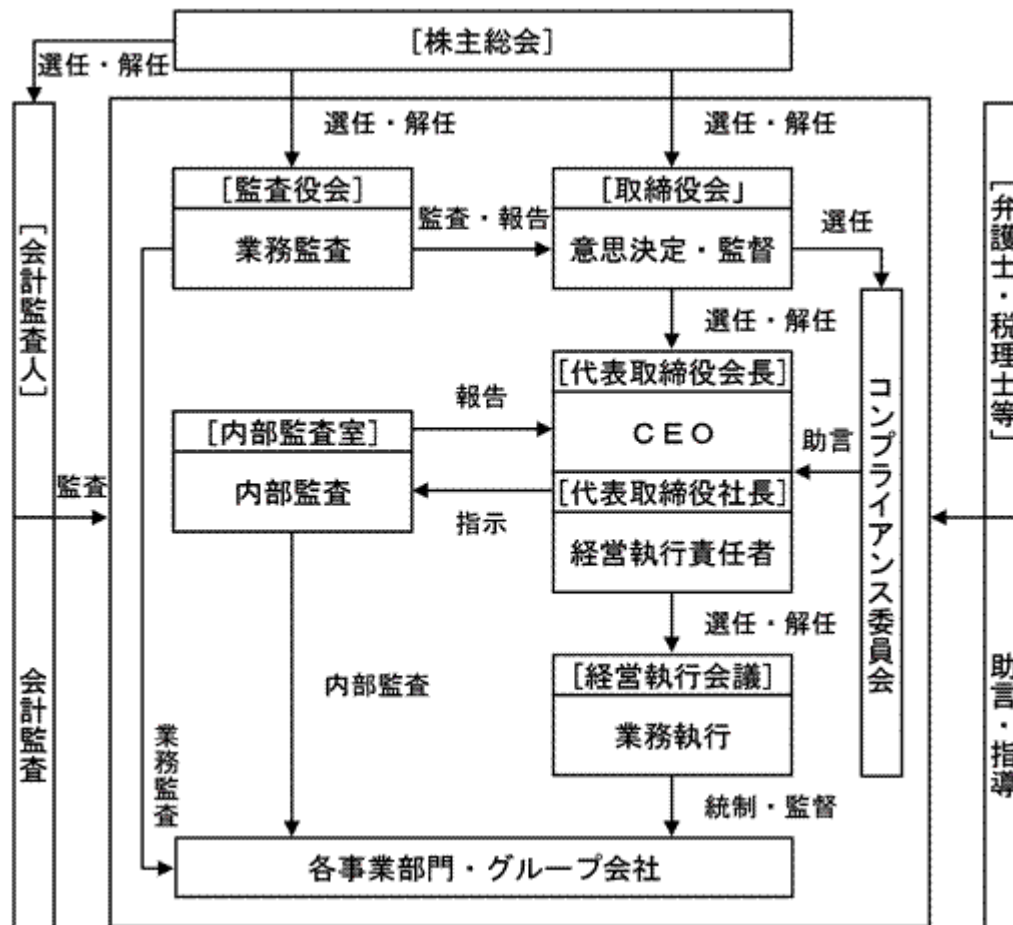 [株主総会]
選任・解任
選任・解任
選任・解任
[監査役会]
業務監査
監査・報告
[取締役会」
意思決定・監督
選任
選任・解任
[代表取締役会長]
CEO
[代表取締役社長]
経営執行責任者
報告
指示
[内部監査室]
内部監査
助言
コンプライアンス委員会
選任・解任
[経営執行会議]
業務執行
統制・監督
内部監査
業務監査
各事業部門・グループ会社
[会計監査人]
会計監査
監査
[弁護士・税理士等]
助言・指導